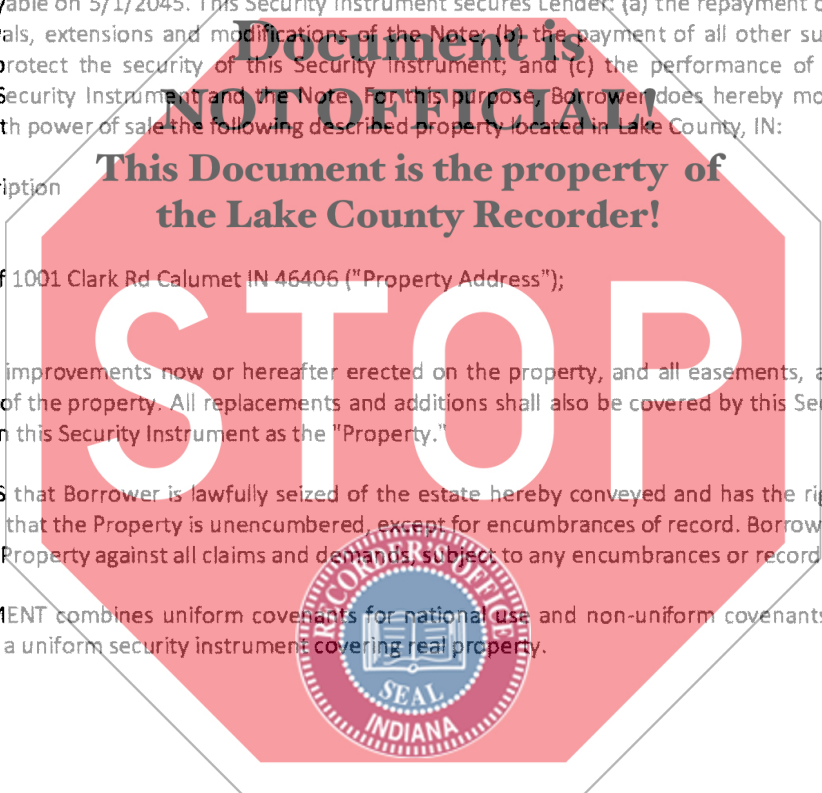 yable on 5/1/2045. This Security Instrument secures Lender: (a) the repayment o
als, extensions and modifications of the Note; (b) the payment of all other su
Document is
protect the security of this Security Instrument; and (c) the performance of
Security Instrument and the Note. For this purpose, Borrower does hereby mo
NOT OFFICIAL!
th power of sale the following described property located in Lake County, IN:
This Document is the property of
ription
the Lake County Recorder!
f 1001 Clark Rd Calumet IN 46406 ("Property Address");
STOP
improvements now or hereafter erected on the property, and all easements, a
of the property. All replacements and additions shall also be covered by this Sec
n this Security Instrument as the "Property."
S that Borrower is lawfully seized of the estate hereby conveyed and has the rig
that the Property is unencumbered, except for encumbrances of record. Borrow
Property against all claims and demands, subject to any encumbrances or record
RECORDER'S OFFICE
MENT combines uniform covenants for national use and non-uniform covenants
a uniform security instrument covering real property.
SEAL
INDIANA